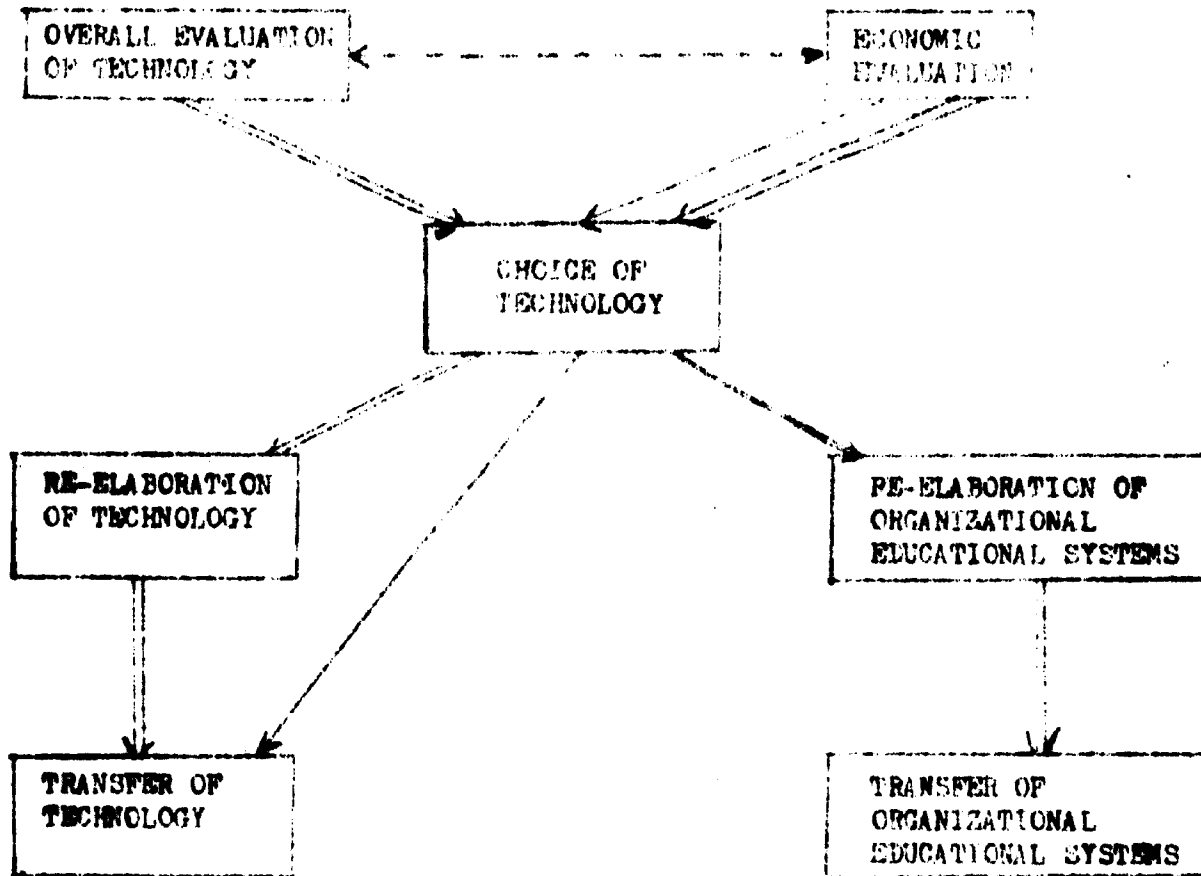 OVERALL EVALUATION
OF TECHNOLOGY
ECONOMIC
EVALUATION
CHOICE OF
TECHNOLOGY
RE-ELABORATION
OF TECHNOLOGY
RE-ELABORATION OF
ORGANIZATIONAL
EDUCATIONAL SYSTEMS
TRANSFER OF
TECHNOLOGY
TRANSFER OF
ORGANIZATIONAL
EDUCATIONAL SYSTEMS